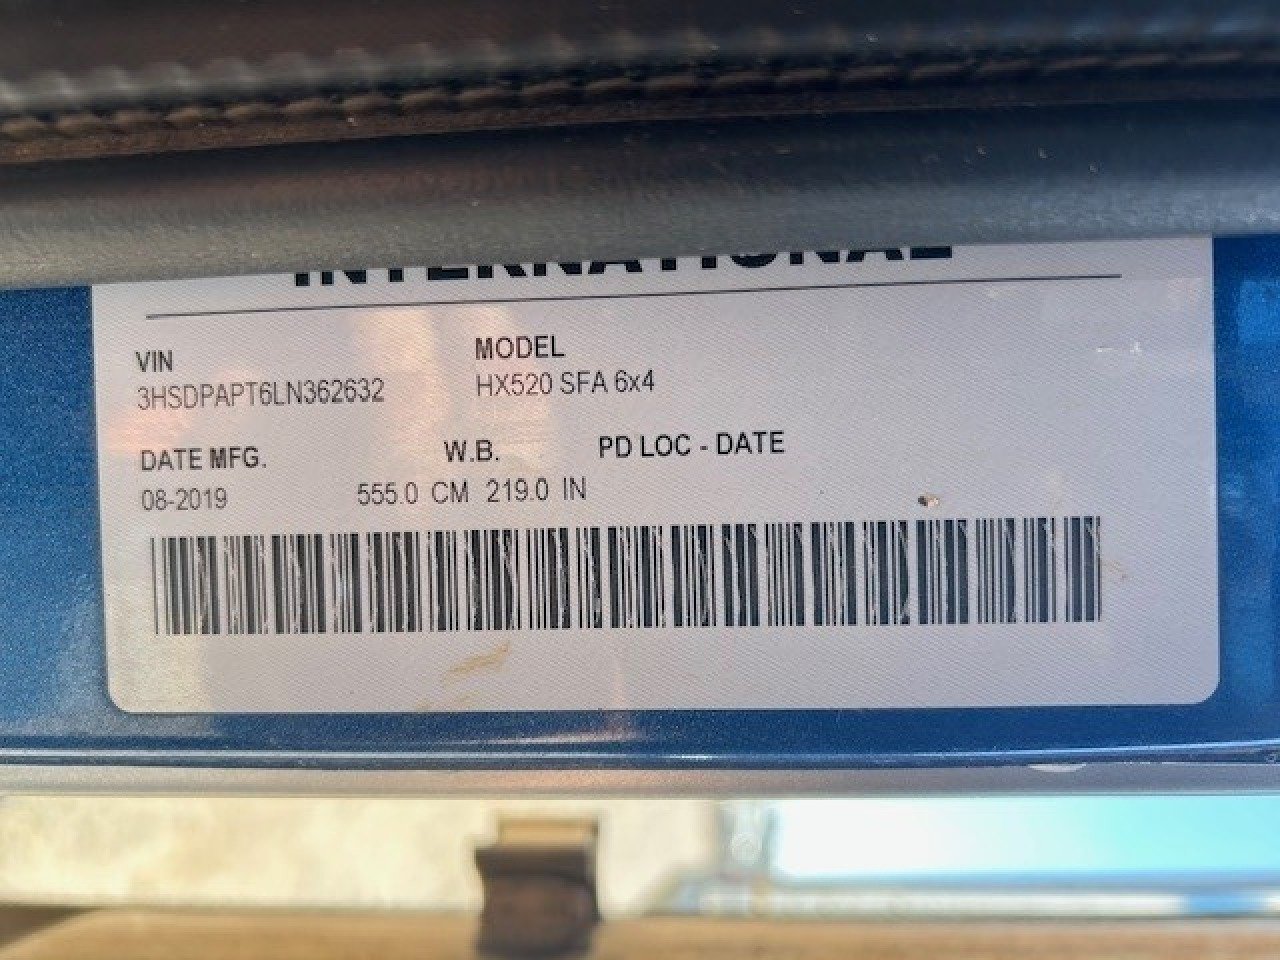 INTERNATIONAL
VIN
3HSDPAPT6LN362632
MODEL
HX520 SFA 6x4
DATE MFG.
08-2019
W.B.
555.0 CM 219.0 IN
PD LOC - DATE